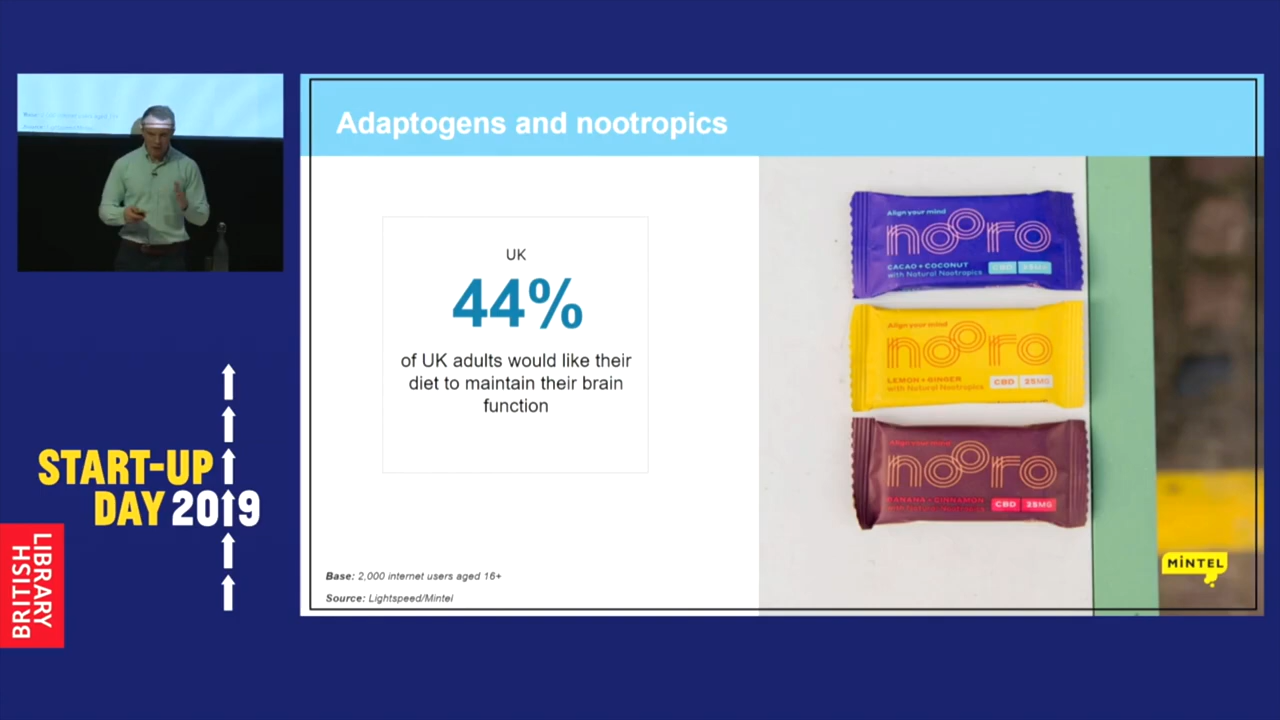 Adaptogens and nootropics
UK
44%
of UK adults would like their
diet to maintain their brain
function
Base: 2,000 internet users aged 16+
Source: Lightspeed/Mintel
Align your mind
nooro
CACAO + COCONUT
with Natural Nootropics
CBD 25MG
Align your mind
nooro
LEMON + GINGER
with Natural Nootropics
CBD 25MG
Align your mind
nooro
BANANA + CINNAMON
with Natural Nootropics
CBD 25MG
MINTEL
START-UP
DAY 2019
BRITISH
LIBRARY